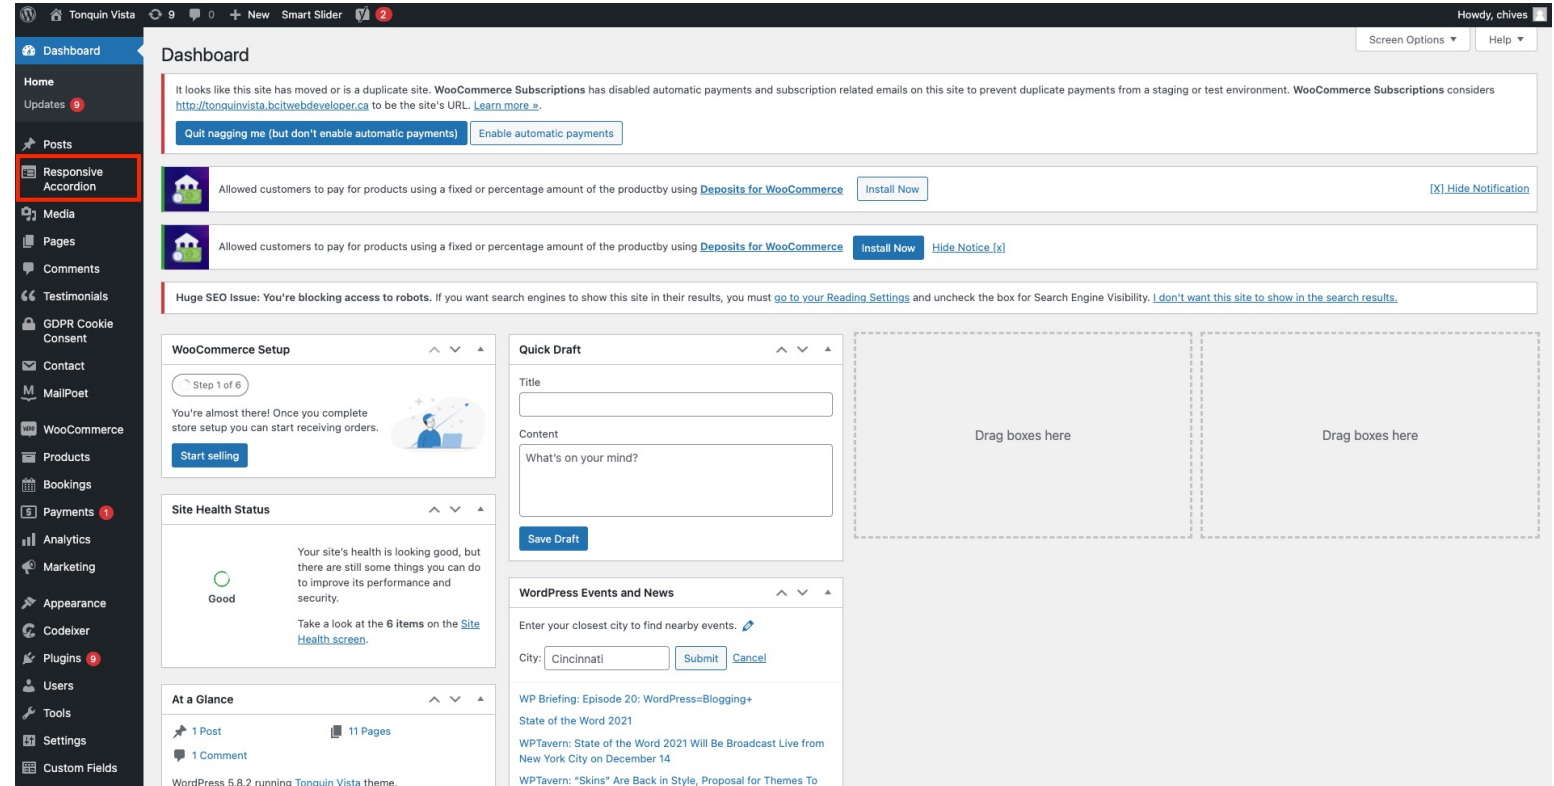 Tonquin Vista 9 0 + New Smart Slider 2 Howdy, chives
Screen Options ▼ Help ▼
Dashboard
Home
Updates 9
Posts
Responsive
Accordion
Media
Pages
Comments
Testimonials
GDPR Cookie
Consent
Contact
MailPoet
WooCommerce
Products
Bookings
Payments 1
Analytics
Marketing
Appearance
Codeixer
Plugins 9
Users
Tools
Settings
Custom Fields
Dashboard
It looks like this site has moved or is a duplicate site. WooCommerce Subscriptions has disabled automatic payments and subscription related emails on this site to prevent duplicate payments from a staging or test environment. WooCommerce Subscriptions considers
http://tonquinvista.bcitwebdeveloper.ca to be the site's URL. Learn more ».
Quit nagging me (but don't enable automatic payments) Enable automatic payments
Allowed customers to pay for products using a fixed or percentage amount of the productby using Deposits for WooCommerce Install Now [X] Hide Notification
Allowed customers to pay for products using a fixed or percentage amount of the productby using Deposits for WooCommerce Install Now Hide Notice [x]
Huge SEO Issue: You're blocking access to robots. If you want search engines to show this site in their results, you must go to your Reading Settings and uncheck the box for Search Engine Visibility. I don't want this site to show in the search results.
WooCommerce Setup
Step 1 of 6
You're almost there! Once you complete
store setup you can start receiving orders.
Start selling
Site Health Status
Good
Your site's health is looking good, but
there are still some things you can do
to improve its performance and
security.
Take a look at the 6 items on the Site
Health screen.
At a Glance
1 Post 11 Pages
1 Comment
WordPress 5.8.2 running Tonquin Vista theme.
Quick Draft
Title
Content
What's on your mind?
Save Draft
WordPress Events and News
Enter your closest city to find nearby events.
City: Cincinnati Submit Cancel
WP Briefing: Episode 20: WordPress=Blogging+
State of the Word 2021
WPTavern: State of the Word 2021 Will Be Broadcast Live from
New York City on December 14
WPTavern: “Skins” Are Back in Style, Proposal for Themes To
Drag boxes here
Drag boxes here